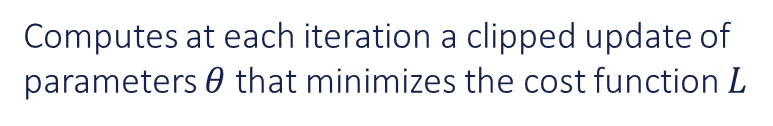 Computes at each iteration a clipped update of
parameters θ that minimizes the cost function L